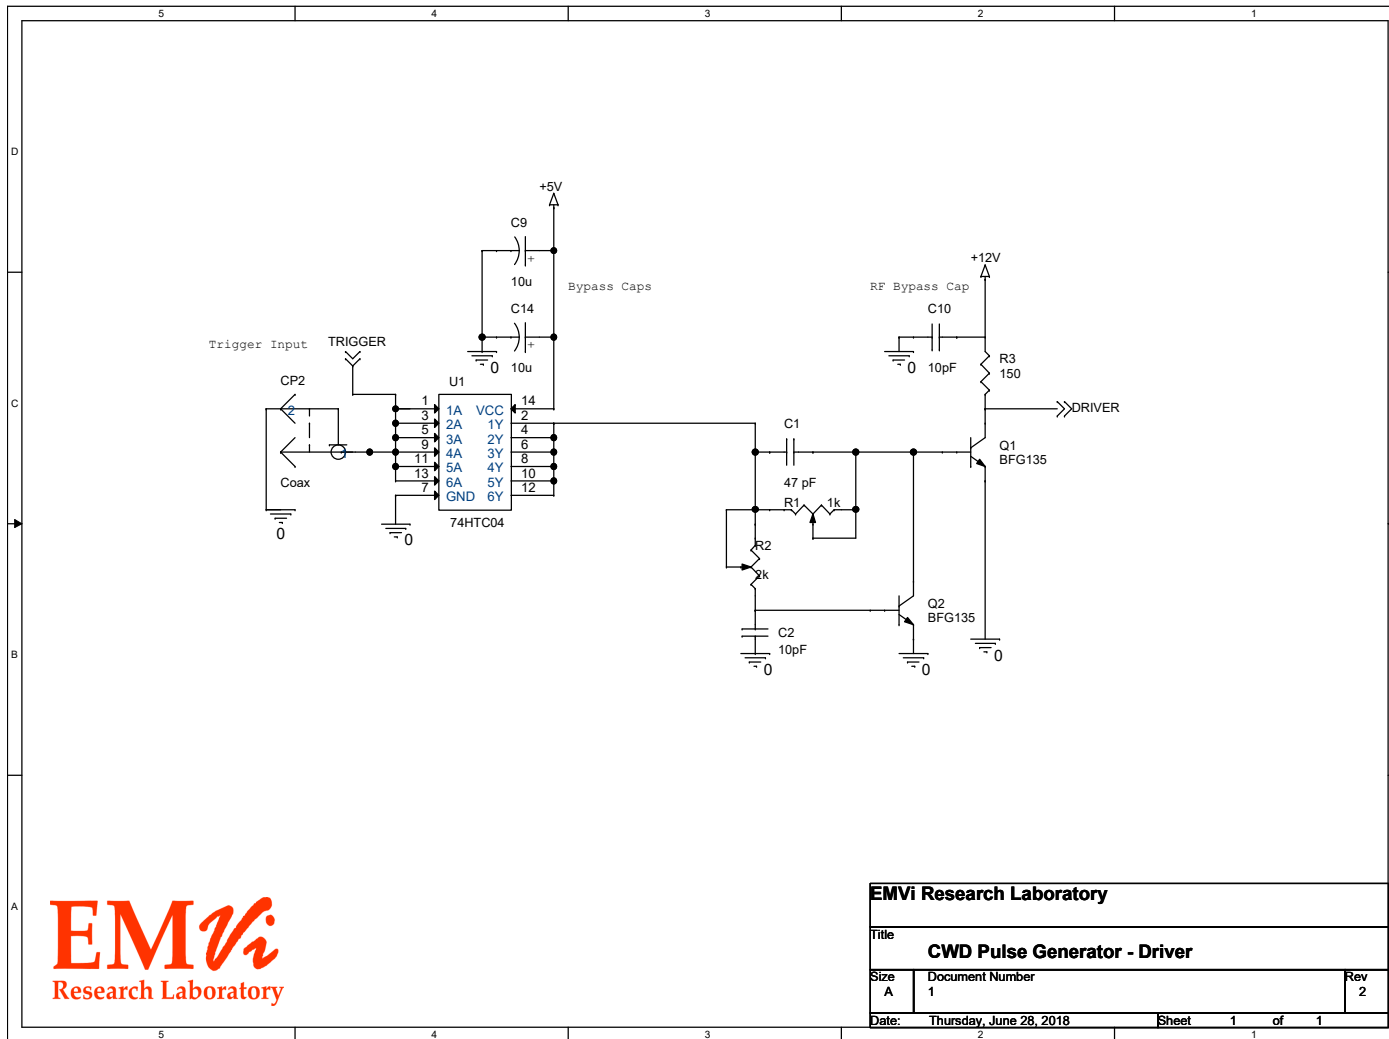 5 4 3 2 1
D
C
B
A
+5V
C9
+
10u
Bypass Caps
C14
+
10u
0
Trigger Input
TRIGGER
CP2
2
Coax
0
U1
1 1A VCC 14
3 2A 1Y 2
5 3A 2Y 4
9 4A 3Y 6
11 5A 4Y 8
13 6A 5Y 10
7 GND 6Y 12
74HTC04
0
+12V
RF Bypass Cap
C10
10pF
0
R3
150
DRIVER
C1
47 pF
R1 1k
R2
2k
Q1
BFG135
Q2
BFG135
C2
10pF
0
0
0
EMVi
Research Laboratory
EMVi Research Laboratory
Title
CWD Pulse Generator - Driver
Size
A
Document Number
1
Rev
2
Date: Thursday, June 28, 2018 Sheet 1 of 1
5 4 3 2 1